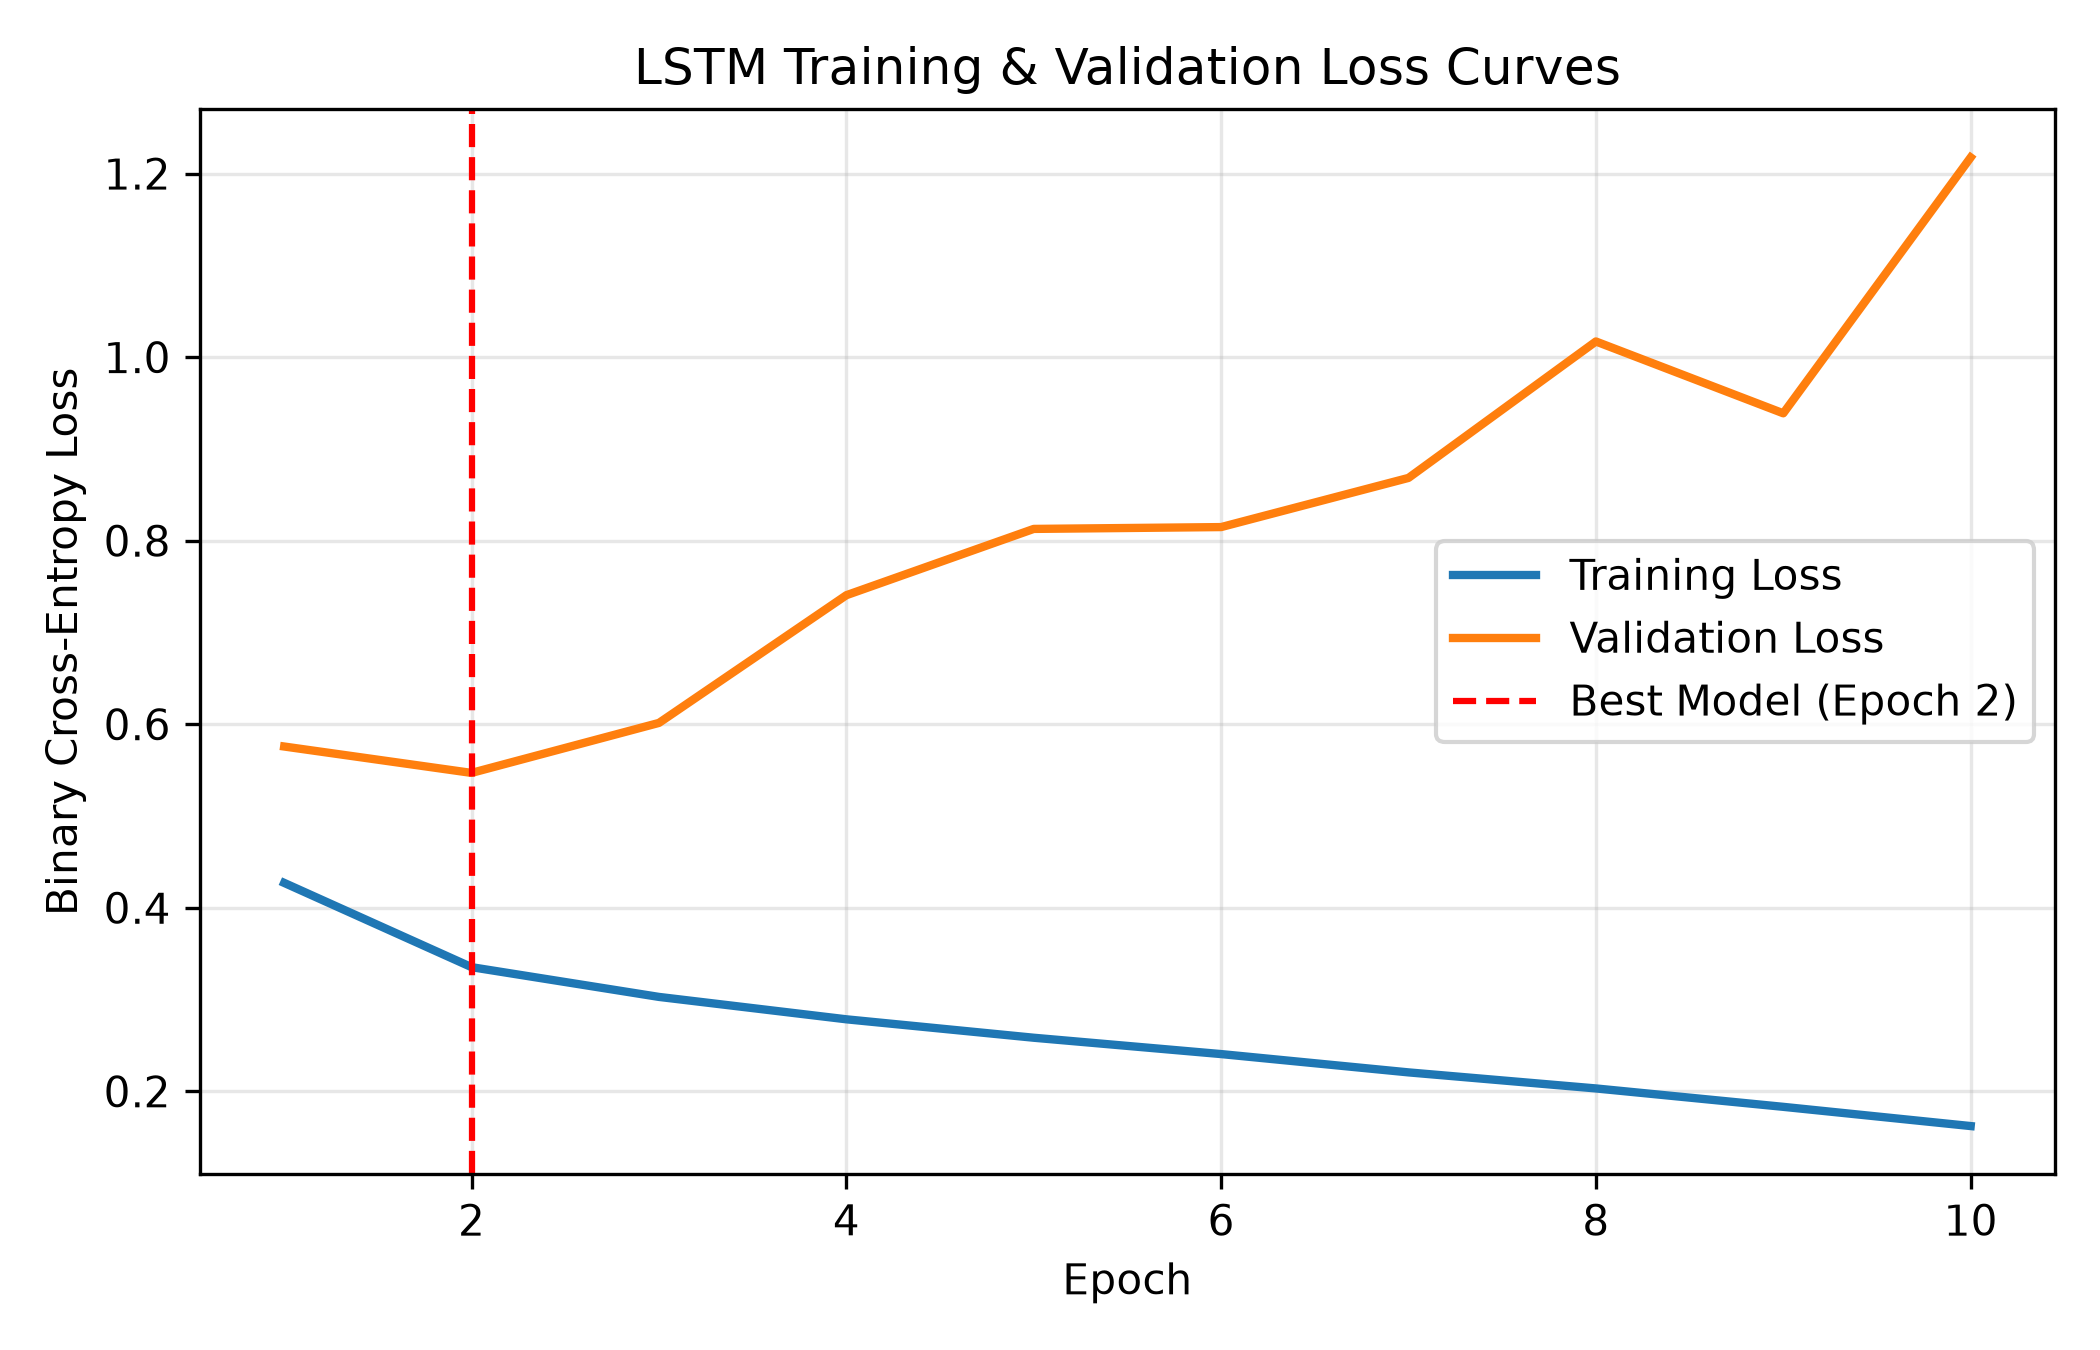 LSTM Training & Validation Loss Curves
Binary Cross-Entropy Loss
1.2
1.0
0.8
0.6
0.4
0.2
Training Loss
Validation Loss
Best Model (Epoch 2)
2 4 6 8 10
Epoch